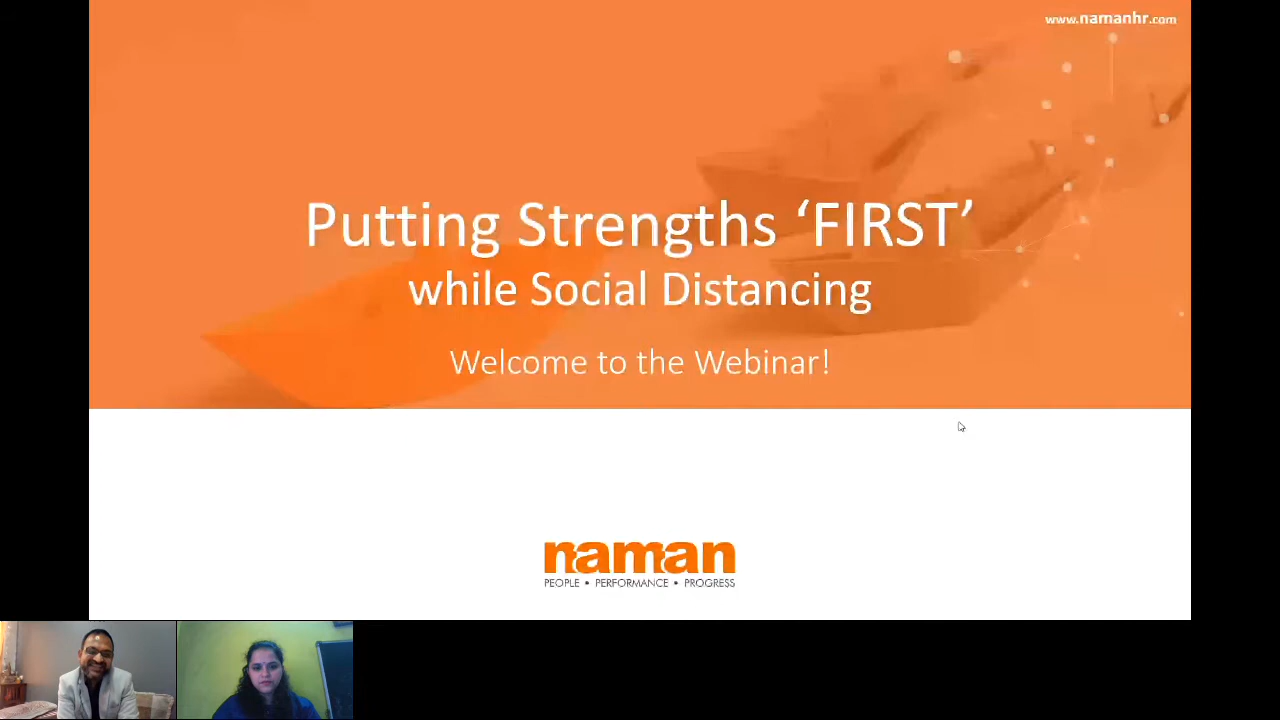 www.namanhr.com
Putting Strengths ‘FIRST’
while Social Distancing
Welcome to the Webinar!
naman
PEOPLE • PERFORMANCE • PROGRESS